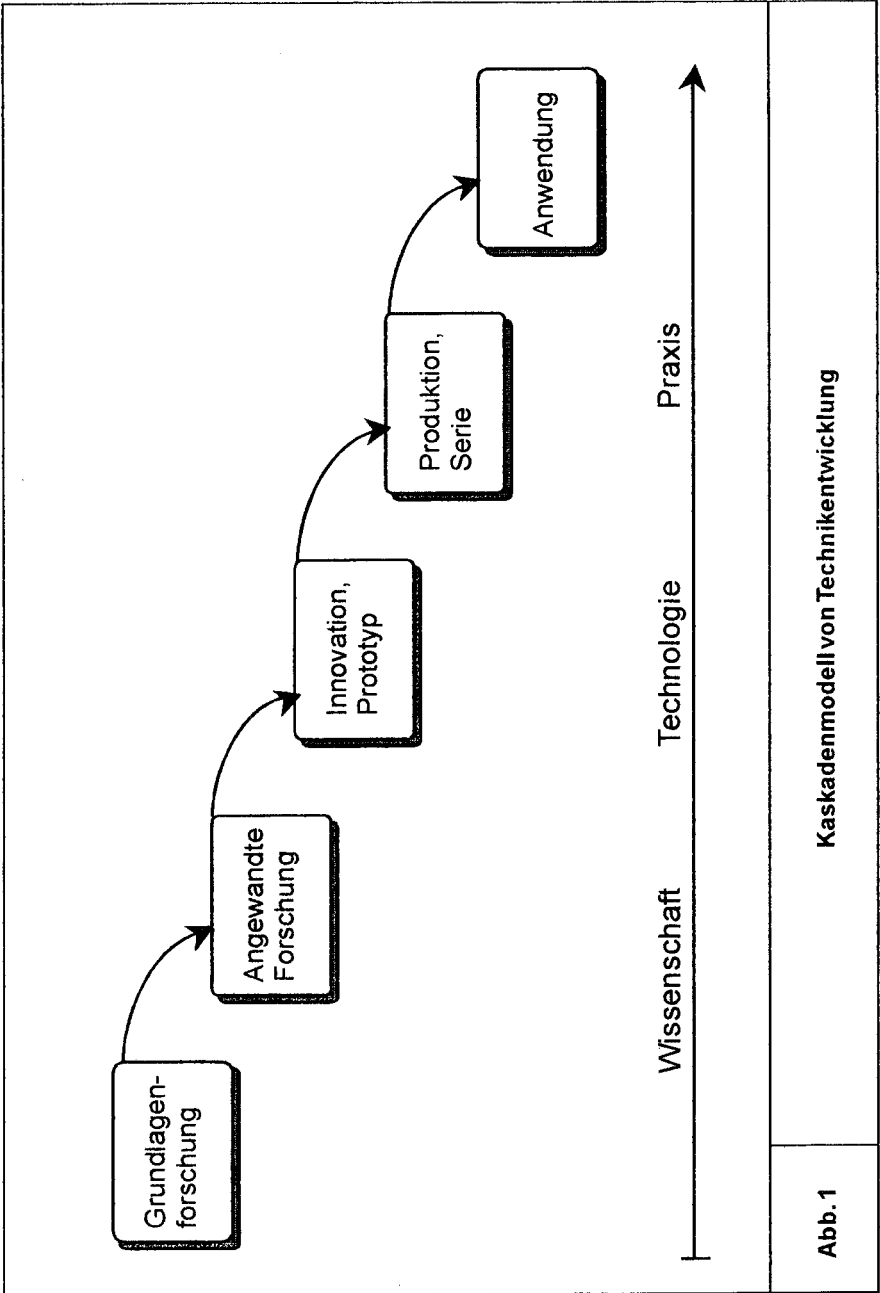 Grundlagen-
forschung
Angewandte
Forschung
Innovation,
Prototyp
Produktion,
Serie
Anwendung
Wissenschaft
Technologie
Praxis
Abb.1
Kaskadenmodell von Technikentwicklung